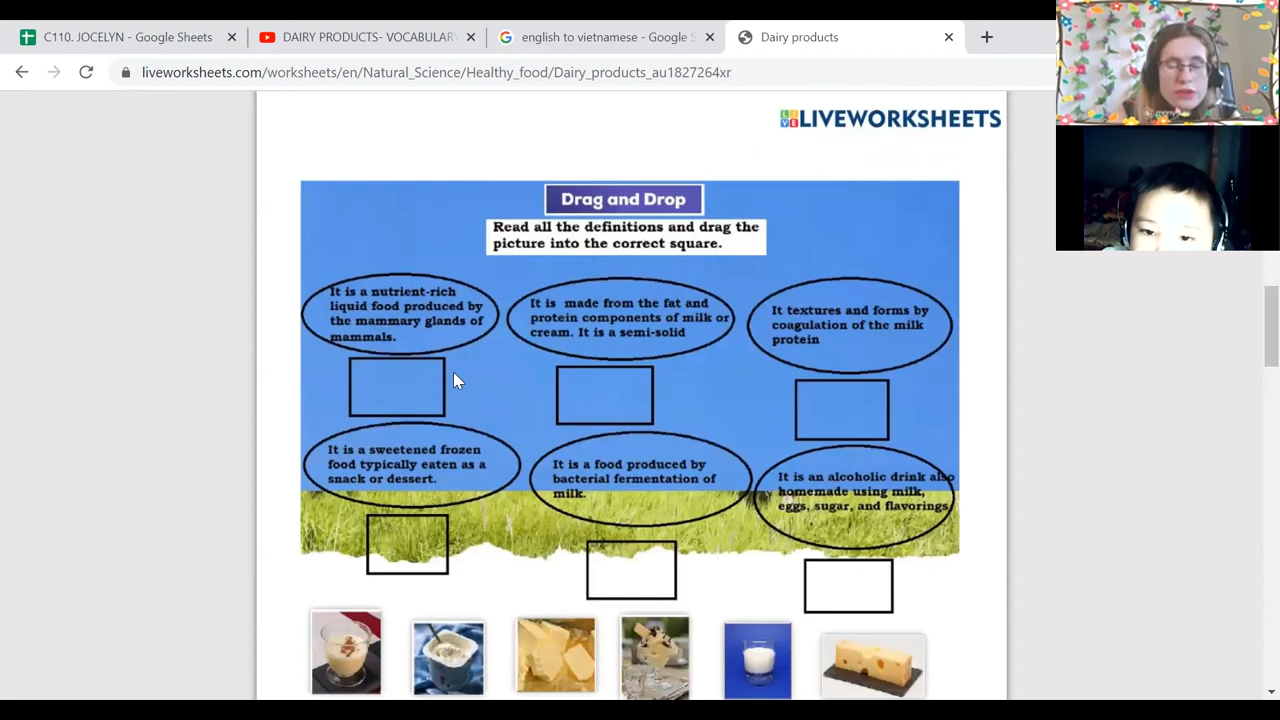 C110. JOCELYN - Google Sheets
DAIRY PRODUCTS- VOCABULARY
english to vietnamese - Google S
Dairy products
liveworksheets.com/worksheets/en/Natural_Science/Healthy_food/Dairy_products_au1827264xr
LIVEWORKSHEETS
Drag and Drop
Read all the definitions and drag the
picture into the correct square.
It is a nutrient-rich
liquid food produced by
the mammary glands of
mammals.
It is made from the fat and
protein components of milk or
cream. It is a semi-solid
It textures and forms by
coagulation of the milk
protein
It is a sweetened frozen
food typically eaten as a
snack or dessert.
It is a food produced by
bacterial fermentation of
milk.
It is an alcoholic drink also
homemade using milk,
eggs, sugar, and flavorings